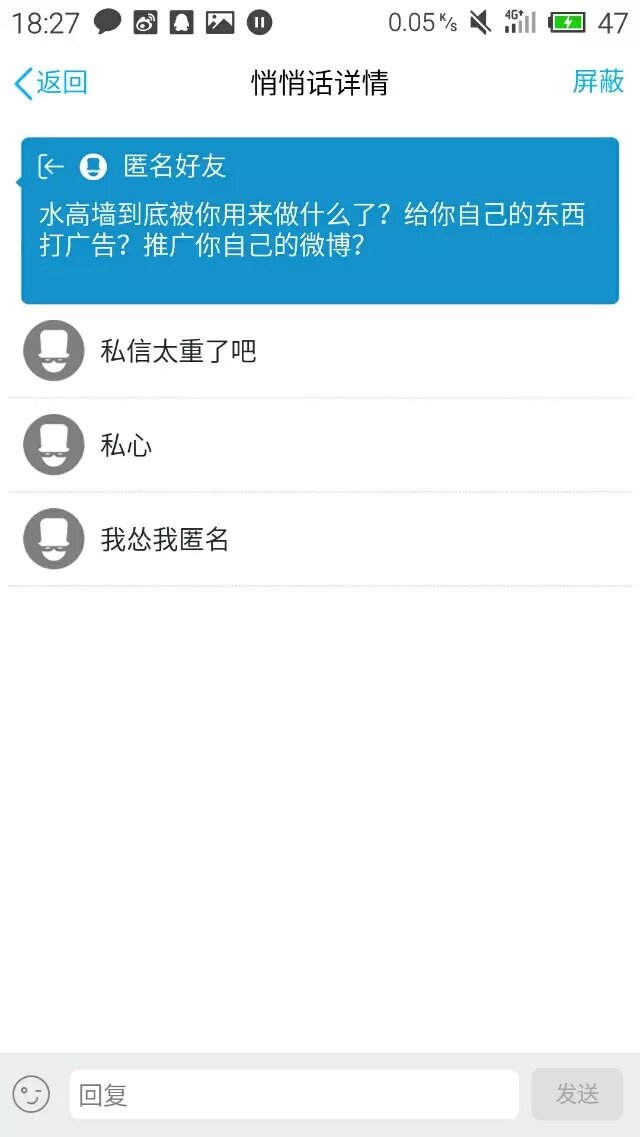 18:27 0.05 K/s 4G+ 47
返回 悄悄话详情 屏蔽
匿名好友
水高墙到底被你用来做什么了？给你自己的东西
打广告？推广你自己的微博？
私信太重了吧
私心
我怂我匿名
回复 发送